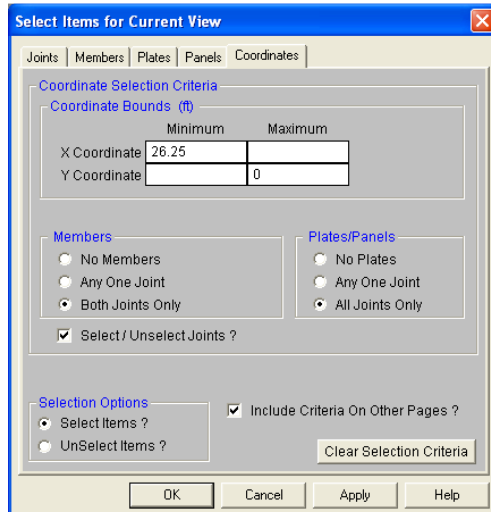 Select Items for Current View
Joints Members Plates Panels Coordinates
Coordinate Selection Criteria
Coordinate Bounds (ft)
Minimum Maximum
X Coordinate 26.25
Y Coordinate 0
Members Plates/Panels
No Members No Plates
Any One Joint Any One Joint
Both Joints Only All Joints Only
Select / Unselect Joints ?
Selection Options
Include Criteria On Other Pages ?
Select Items ?
UnSelect Items ?
Clear Selection Criteria
OK Cancel Apply Help